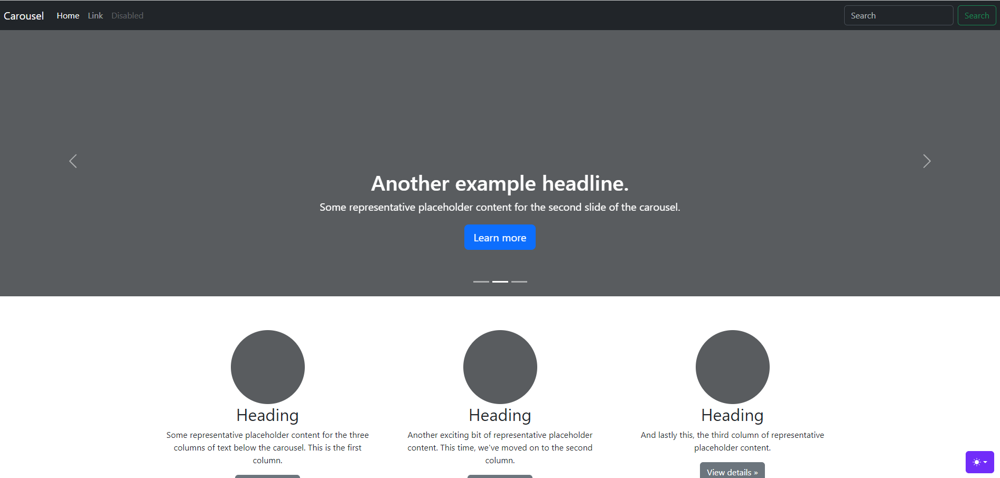 Carousel Home Link Disabled Search Search
Another example headline.
Some representative placeholder content for the second slide of the carousel.
Learn more
Heading
Some representative placeholder content for the three
columns of text below the carousel. This is the first
column.
Heading
Another exciting bit of representative placeholder
content. This time, we've moved on to the second
column.
Heading
And lastly this, the third column of representative
placeholder content.
View details »